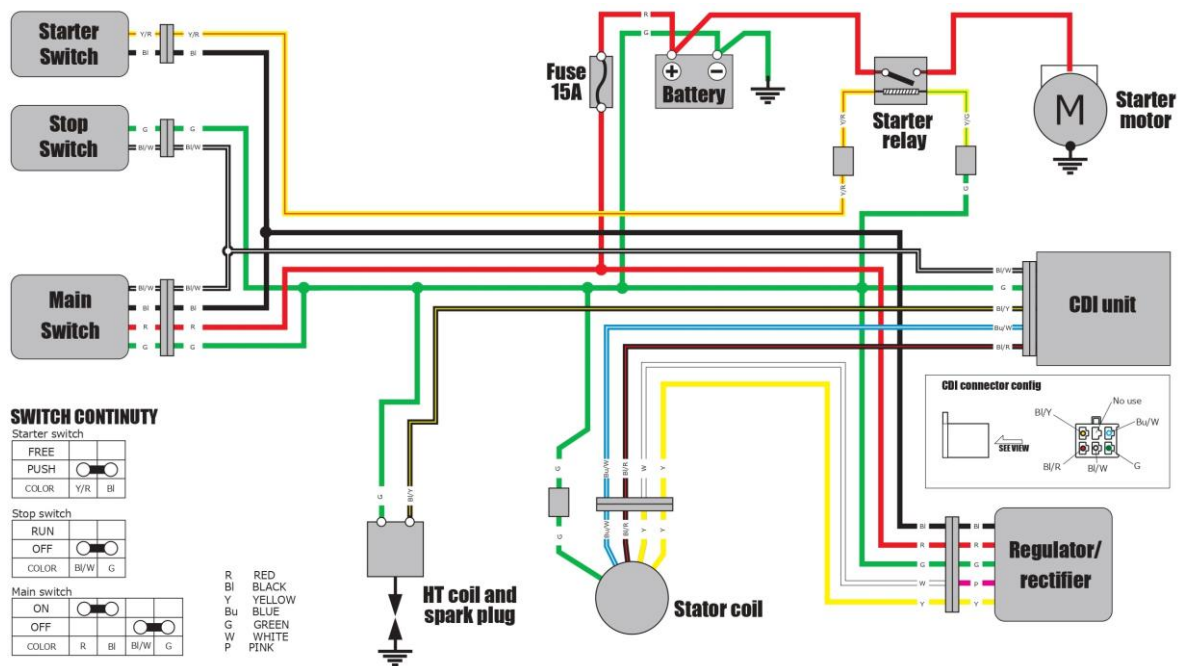 Starter
Switch
Y/R
Y/R
Bl
Bl
Stop
Switch
G
G
Bl/W
Bl/W
Main
Switch
Bl/W
Bl/W
Bl
Bl
R
R
G
G
R
G
Fuse
15A
Battery
Starter
relay
Y/R
Y/R
Y/G
G
M
Starter
motor
Bl/W
G
Bl/Y
Bu/W
Bl/R
CDI unit
CDI connector config
No use
Bl/Y
Bu/W
SEE VIEW
Bl/R
Bl/W
G
SWITCH CONTINUTY
Starter switch
FREE
PUSH
COLOR Y/R Bl
Stop switch
RUN
OFF
COLOR Bl/W G
Main switch
ON
OFF
COLOR R Bl Bl/W G
R RED
Bl BLACK
Y YELLOW
Bu BLUE
G GREEN
W WHITE
P PINK
G
Bl/Y
HT coil and
spark plug
G
G
Bu/W
Bl/R
W
Y
Bu/W
Bl/R
Y
Y
Stator coil
Bl
Bl
R
R
G
G
W
P
Y
Y
Regulator/
rectifier